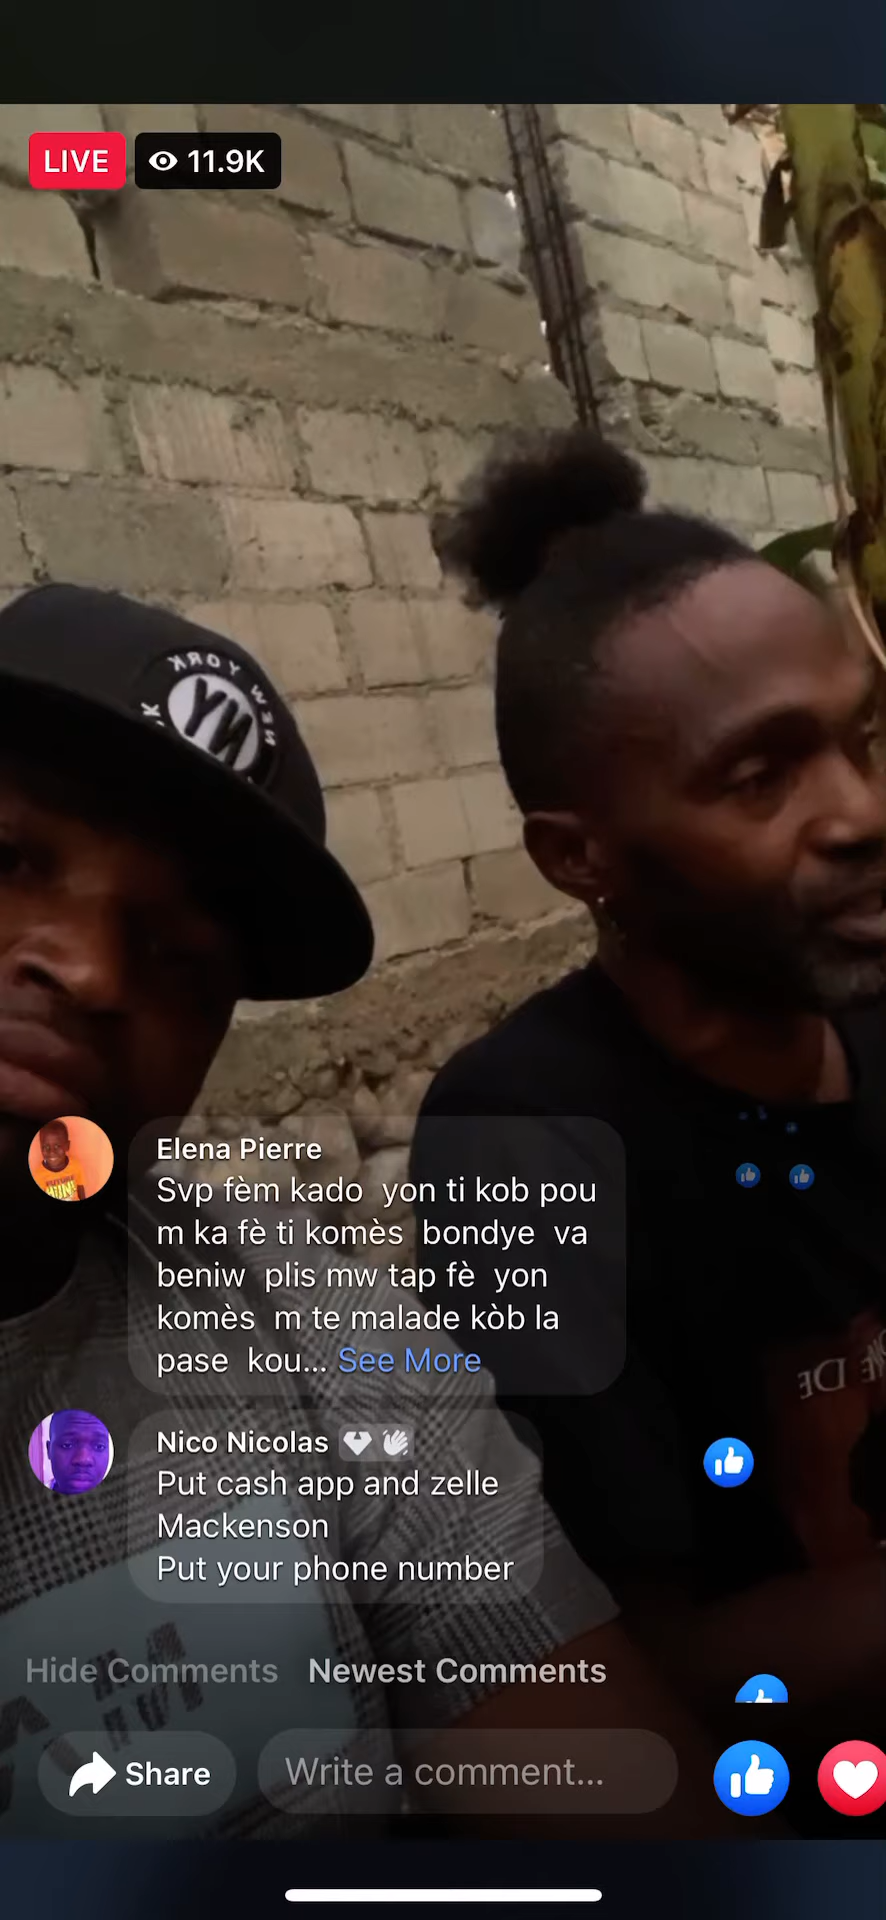 LIVE 11.9K
NEW YORK
NY
Elena Pierre
Svp fèm kado yon ti kob pou
m ka fè ti komès bondye va
beniw plis mw tap fè yon
komès m te malade kòb la
pase kou... See More
DE
Nico Nicolas
Put cash app and zelle
Mackenson
Put your phone number
Hide Comments Newest Comments
Share Write a comment...